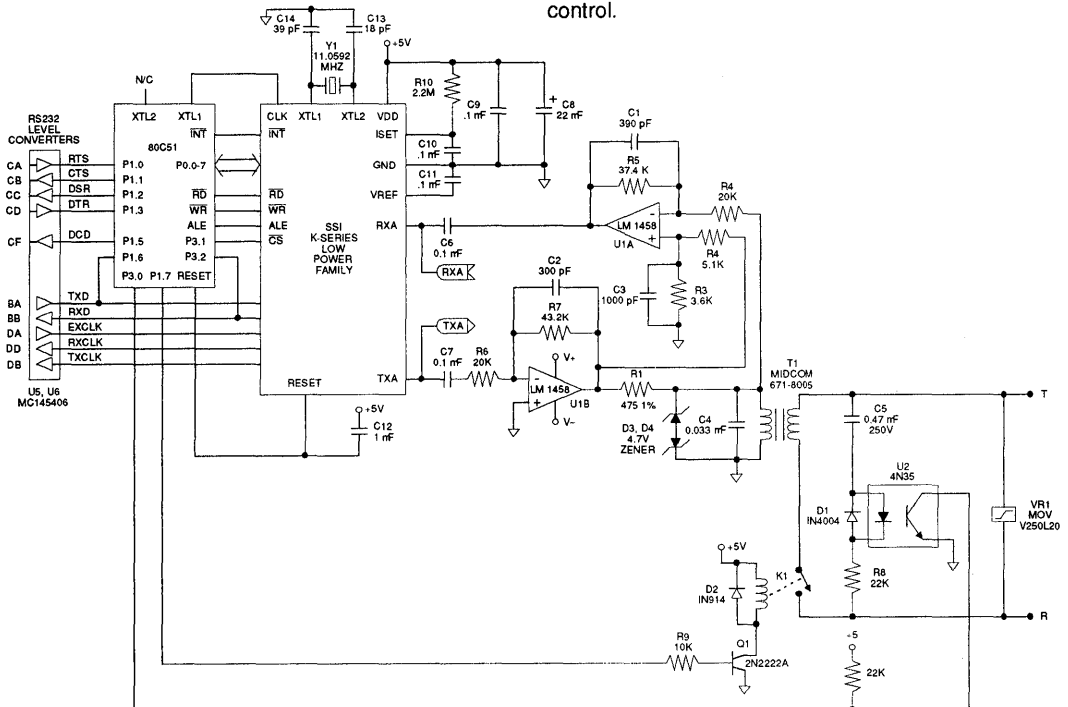 control.
C14
39 pF
C13
18 pF
Y1
11.0592
MHZ
+5V
R10
2.2M
C9
.1 mF
+
C8
22 mF
N/C
RS232
LEVEL
CONVERTERS
XTL2 XTL1
INT
80C51
P0.0-7
P1.0
P1.1
P1.2
P1.3
P1.5
P1.6
P3.0 P1.7 RESET
RD
WR
ALE
P3.1
P3.2
CLK XTL1 XTL2 VDD
INT
ISET
GND
VREF
RXA
TXA
RD
WR
ALE
CS
SSI
K-SERIES
LOW
POWER
FAMILY
RESET
CA RTS
CB CTS
CC DSR
CD DTR
CF DCD
BA TXD
BB RXD
DA EXCLK
DD RXCLK
DB TXCLK
U5, U6
MC145406
C10
.1 mF
C11
.1 mF
C1
390 pF
R5
37.4 K
LM 1458
-
+
U1A
R4
20K
R4
5.1K
C6
0.1 mF
RXA
C3
1000 pF
R3
3.6K
C2
300 pF
R7
43.2K
TXA
C7
0.1 mF
R6
20K
V+
-
LM 1458
+
U1B
V-
R1
475 1%
D3, D4
4.7V
ZENER
C4
0.033 mF
T1
MIDCOM
671-8005
+5V
C12
1 mF
T
C5
0.47 mF
250V
U2
4N35
D1
IN4004
VR1
MOV
V250L20
R8
22K
R
+5V
D2
IN914
K1
R9
10K
Q1
2N2222A
-5
22K